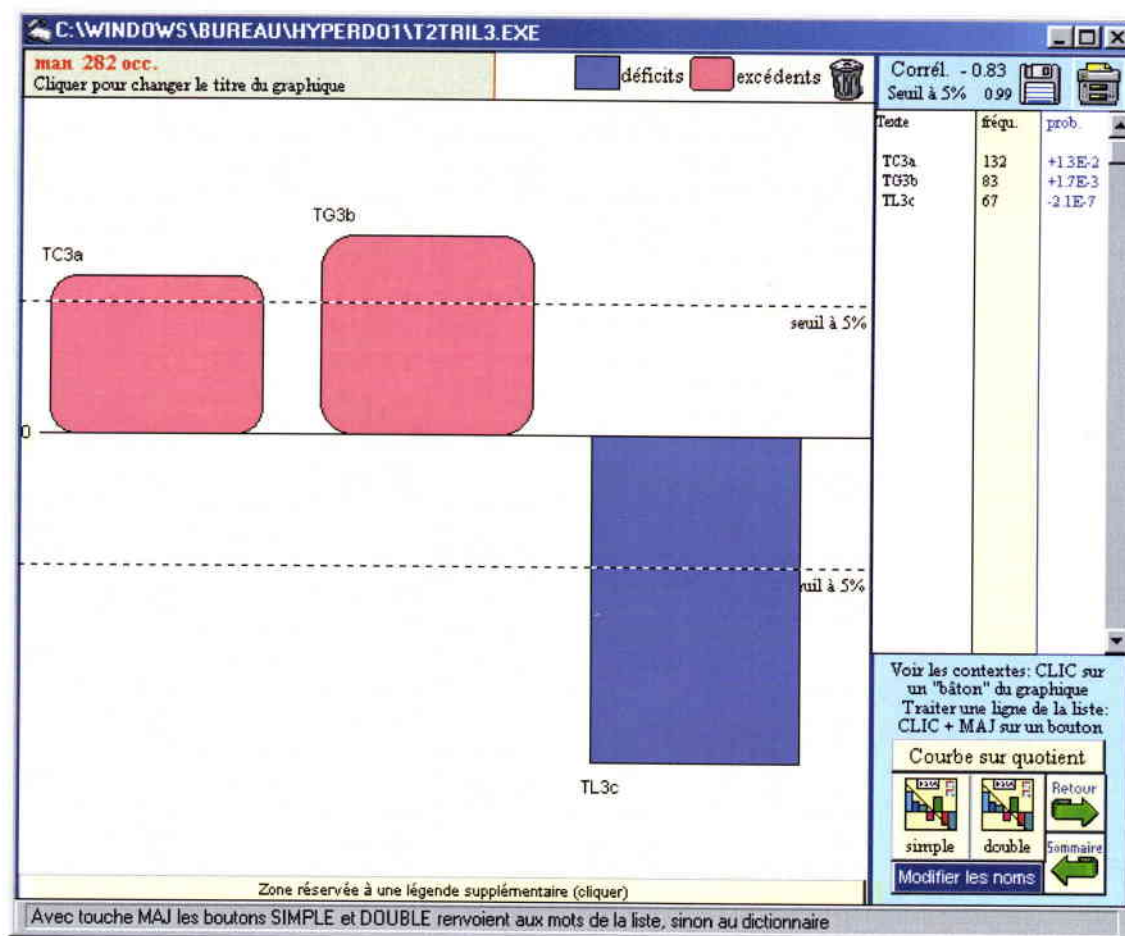 C:\WINDOWS\BUREAU\HYPERDO1\T2TRIL3.EXE
man 282 occ.
Cliquer pour changer le titre du graphique
déficits excédents
Corrél. - 0.83
Seuil à 5% 0.99
Texte fréqu. prob.
TC3a 132 +1.3E-2
TG3b 83 +1.7E-3
TL3c 67 -2.1E-7
TG3b
TC3a
seuil à 5%
0
uil à 5%
TL3c
Voir les contextes: CLIC sur
un "bâton" du graphique
Traiter une ligne de la liste:
CLIC + MAJ sur un bouton
Courbe sur quotient
simple double
Retour
Sommaire
Modifier les noms
Zone réservée à une légende supplémentaire (cliquer)
Avec touche MAJ les boutons SIMPLE et DOUBLE renvoient aux mots de la liste, sinon au dictionnaire